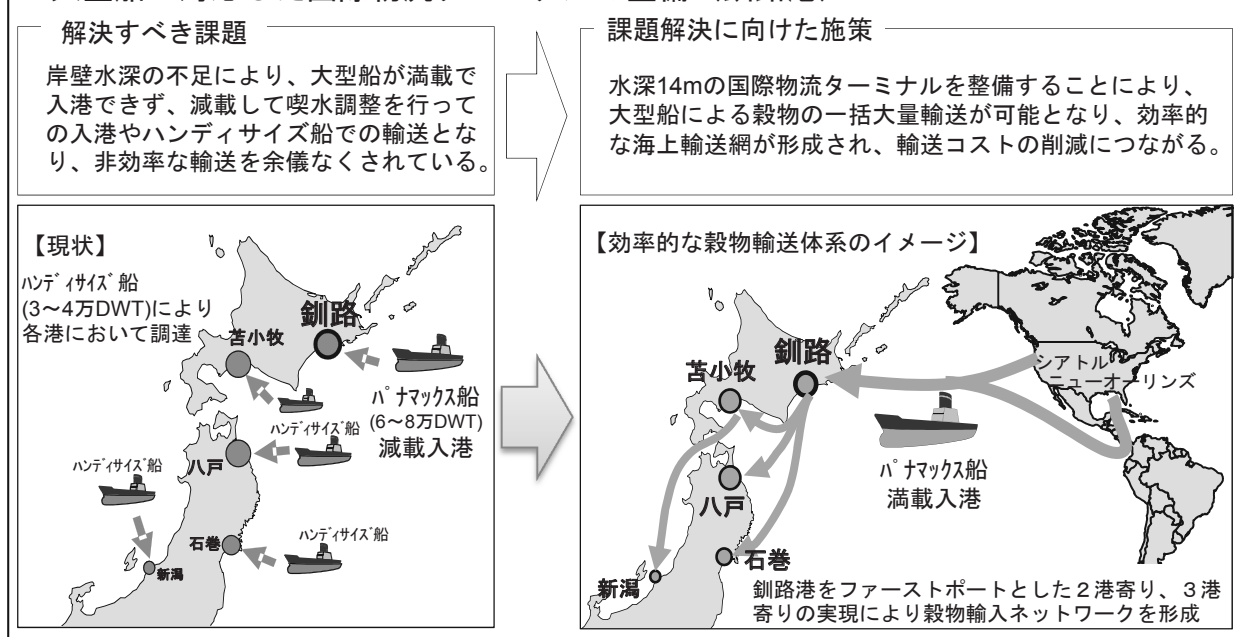 解決すべき課題
岸壁水深の不足により、大型船が満載で
入港できず、減載して喫水調整を行って
の入港やハンディサイズ船での輸送とな
り、非効率な輸送を余儀なくされている。
課題解決に向けた施策
水深14mの国際物流ターミナルを整備することにより、
大型船による穀物の一括大量輸送が可能となり、効率的
な海上輸送網が形成され、輸送コストの削減につながる。
【現状】
ﾊﾝﾃﾞｨｻｲｽﾞ船
(3～4万DWT)により
各港において調達
釧路
苫小牧
ﾊﾟﾅﾏｯｸｽ船
(6～8万DWT)
減載入港
ﾊﾝﾃﾞｨｻｲｽﾞ船
八戸
ﾊﾝﾃﾞｨｻｲｽﾞ船
ﾊﾝﾃﾞｨｻｲｽﾞ船
石巻
新潟
【効率的な穀物輸送体系のイメージ】
釧路
苫小牧
シアトル
ニューオーリンズ
ﾊﾟﾅﾏｯｸｽ船
満載入港
八戸
石巻
新潟
釧路港をファーストポートとした２港寄り、３港
寄りの実現により穀物輸入ネットワークを形成